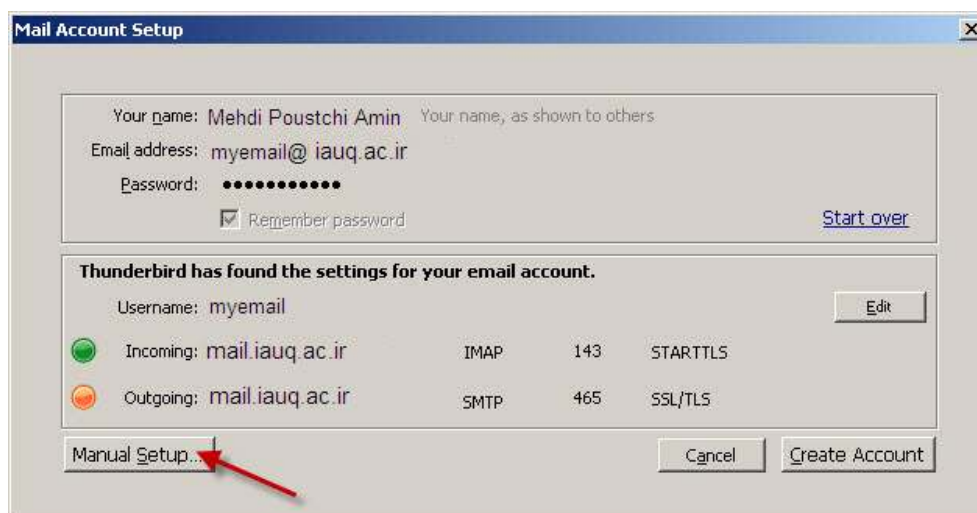 Mail Account Setup
Your name: Mehdi Poustchi Amin Your name, as shown to others
Email address: myemail@ iauq.ac.ir
Password: •••••••••••
Remember password
Start over
Thunderbird has found the settings for your email account.
Username: myemail
Edit
Incoming: mail.iauq.ac.ir IMAP 143 STARTTLS
Outgoing: mail.iauq.ac.ir SMTP 465 SSL/TLS
Manual Setup... Cancel Create Account